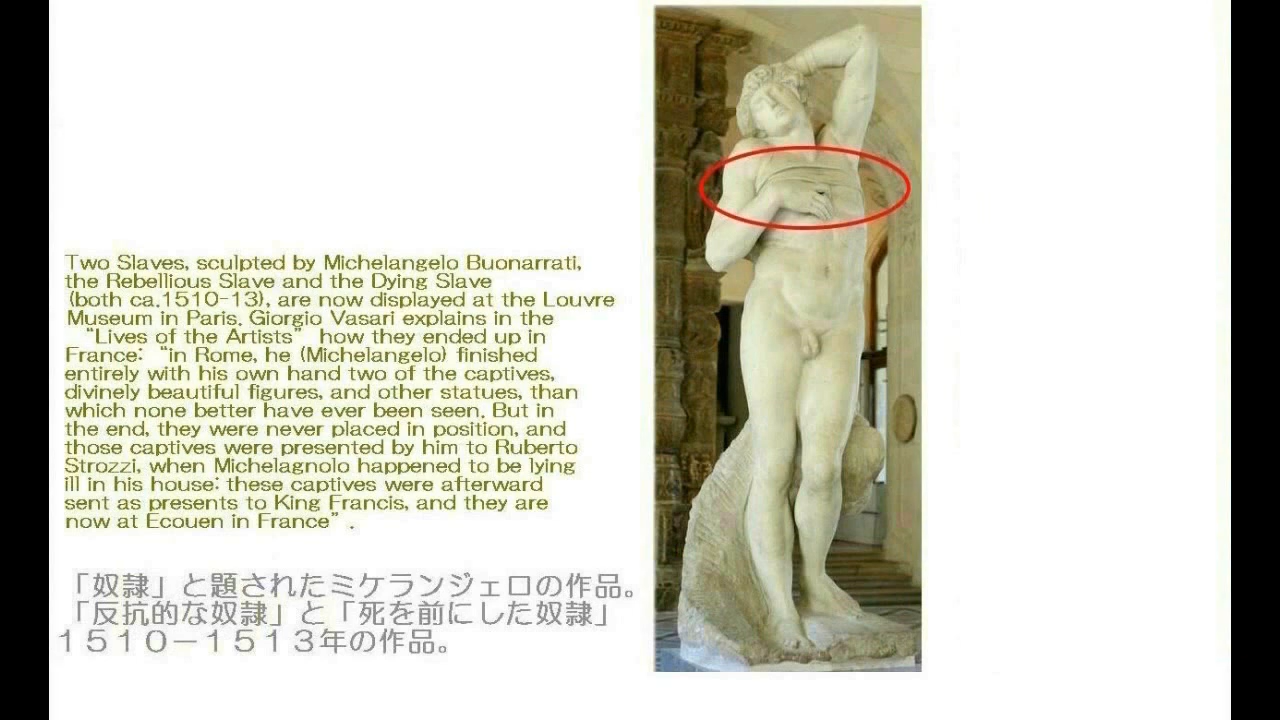 Two Slaves, sculpted by Michelangelo Buonarrati,
the Rebellious Slave and the Dying Slave
(both ca.1510-13), are now displayed at the Louvre
Museum in Paris. Giorgio Vasari explains in the
“Lives of the Artists” how they ended up in
France: “in Rome, he (Michelangelo) finished
entirely with his own hand two of the captives,
divinely beautiful figures, and other statues, than
which none better have ever been seen. But in
the end, they were never placed in position, and
those captives were presented by him to Ruberto
Strozzi, when Michelagnolo happened to be lying
ill in his house: these captives were afterward
sent as presents to King Francis, and they are
now at Ecouen in France”.
「奴隷」と題されたミケランジェロの作品。
「反抗的な奴隷」と「死を前にした奴隷」
１５１０－１５１３年の作品。